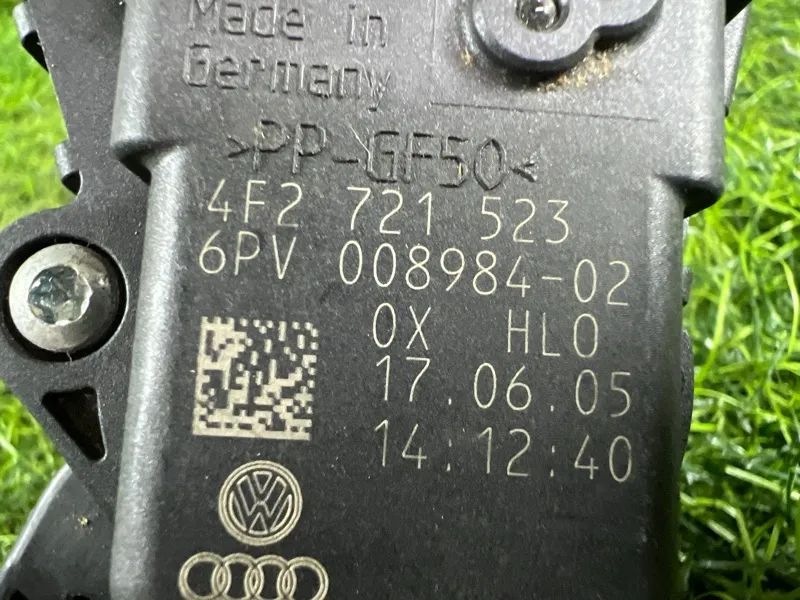 Made in
Germany
>PP-GF50<
4F2 721 523
6PV 008984-02
0X HL0
17.06.05
14:12:40